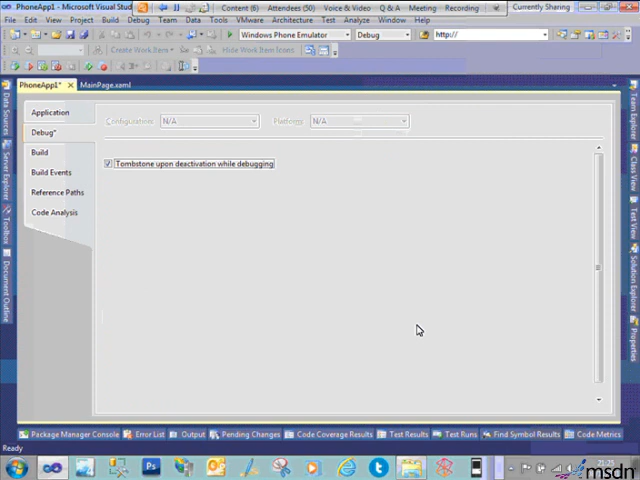 PhoneApp1 - Microsoft Visual Stud
Content (6) Attendees (50) Voice & Video Q & A Meeting Recording
Currently Sharing
File Edit View Project Build Debug Data Tools VMware Architecture Test Analyze Window Help
Windows Phone Emulator Debug http://
Create Work Item Hide Work Item Icons
PhoneApp1* MainPage.xaml
Application
Debug*
Build
Build Events
Reference Paths
Code Analysis
Configuration: N/A Platform: N/A
Tombstone upon deactivation while debugging
Data Sources
Server Explorer
Toolbox
Document Outline
Team Explorer
Class View
Test View
Solution Explorer
Properties
Package Manager Console Error List Output Pending Changes Code Coverage Results Test Results Test Runs Find Symbol Results Code Metrics
Ready
msdn